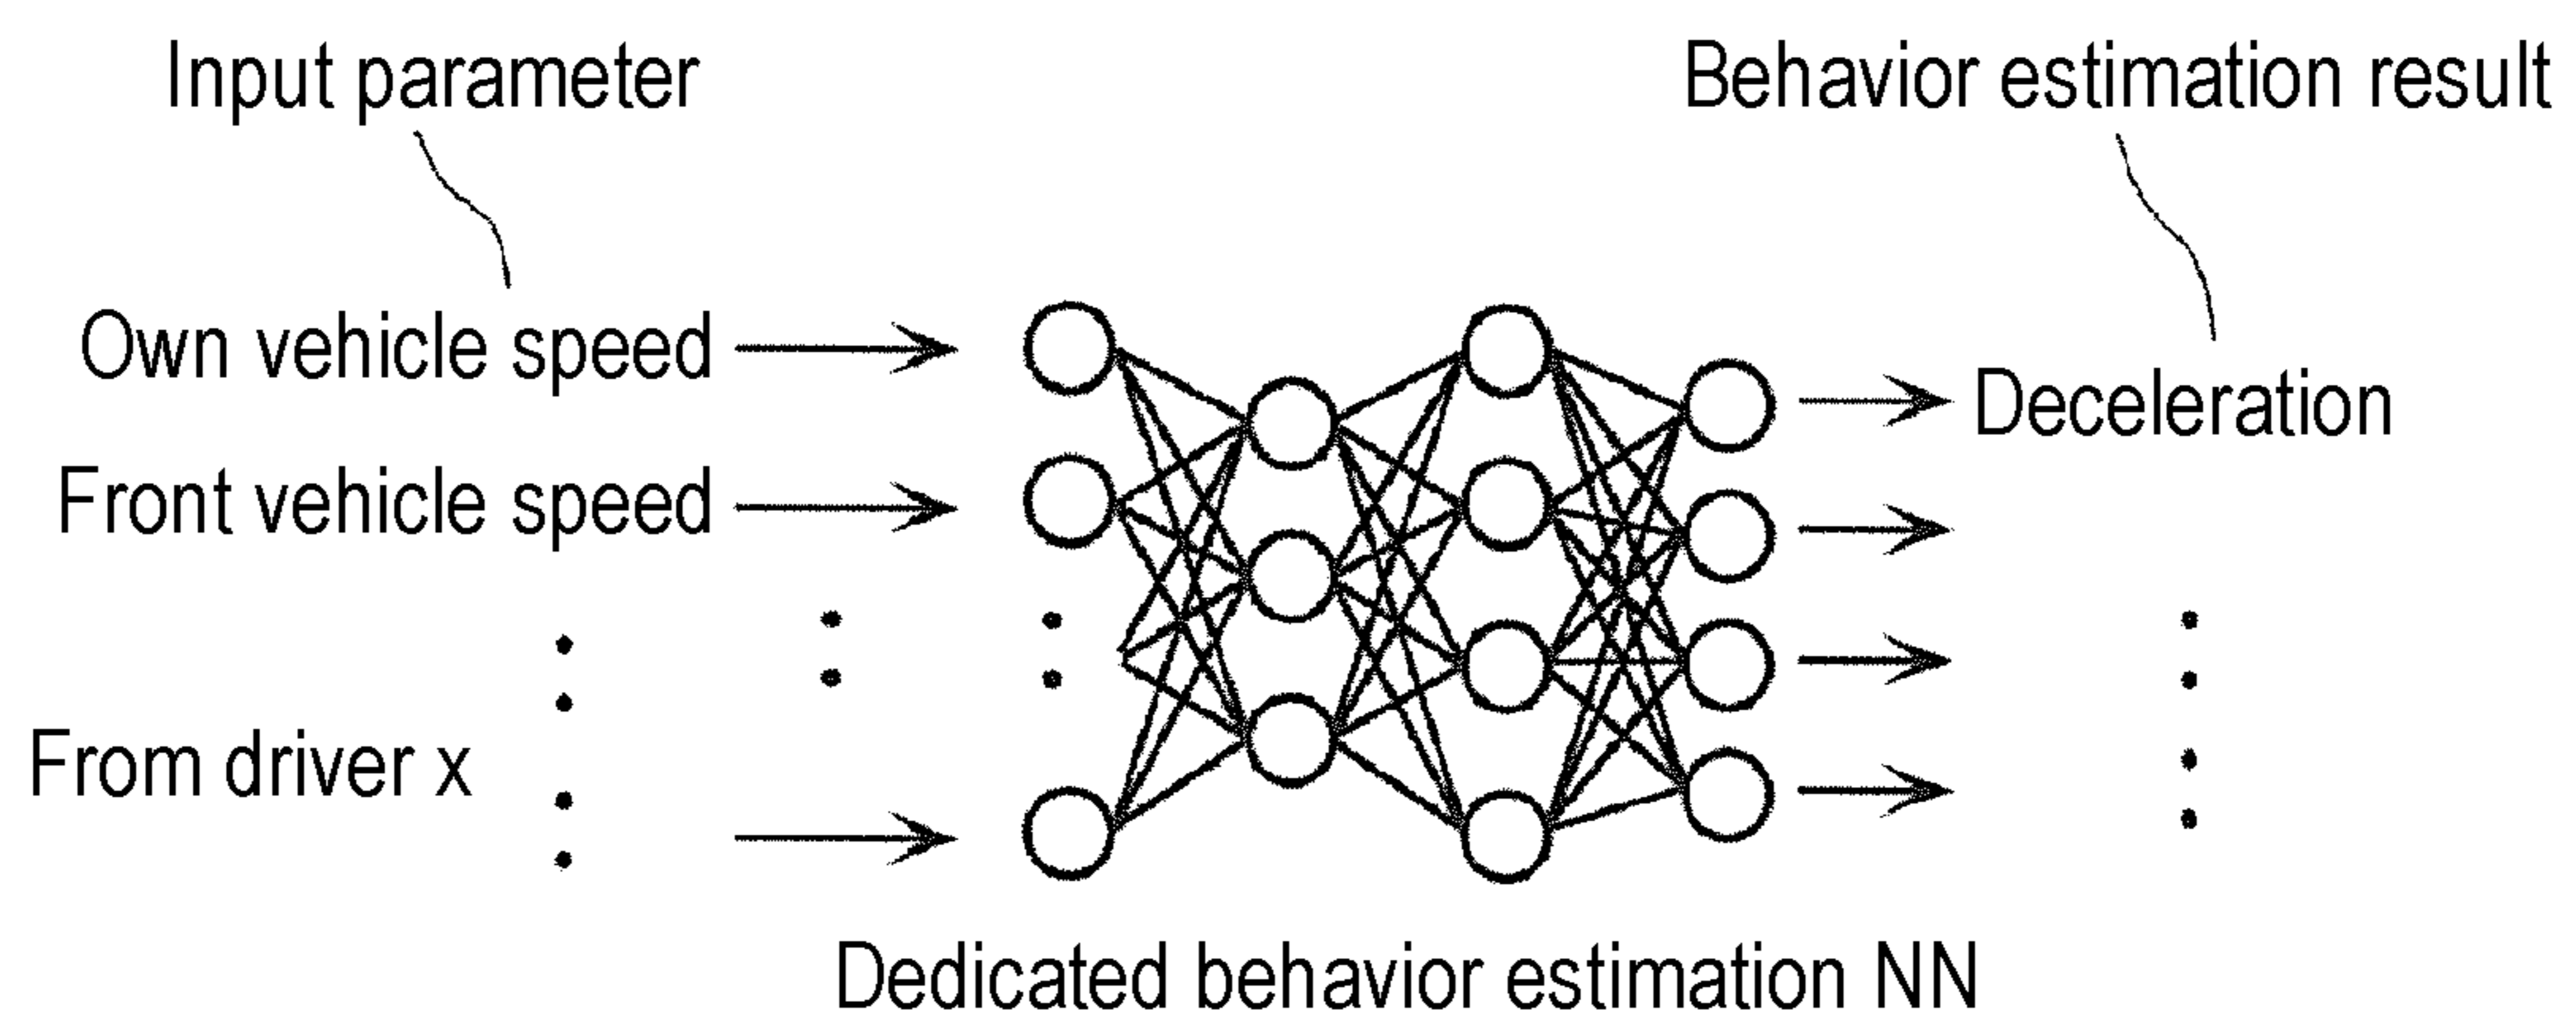 Input parameter
Behavior estimation result
Own vehicle speed
Deceleration
Front vehicle speed
From driver x
Dedicated behavior estimation NN